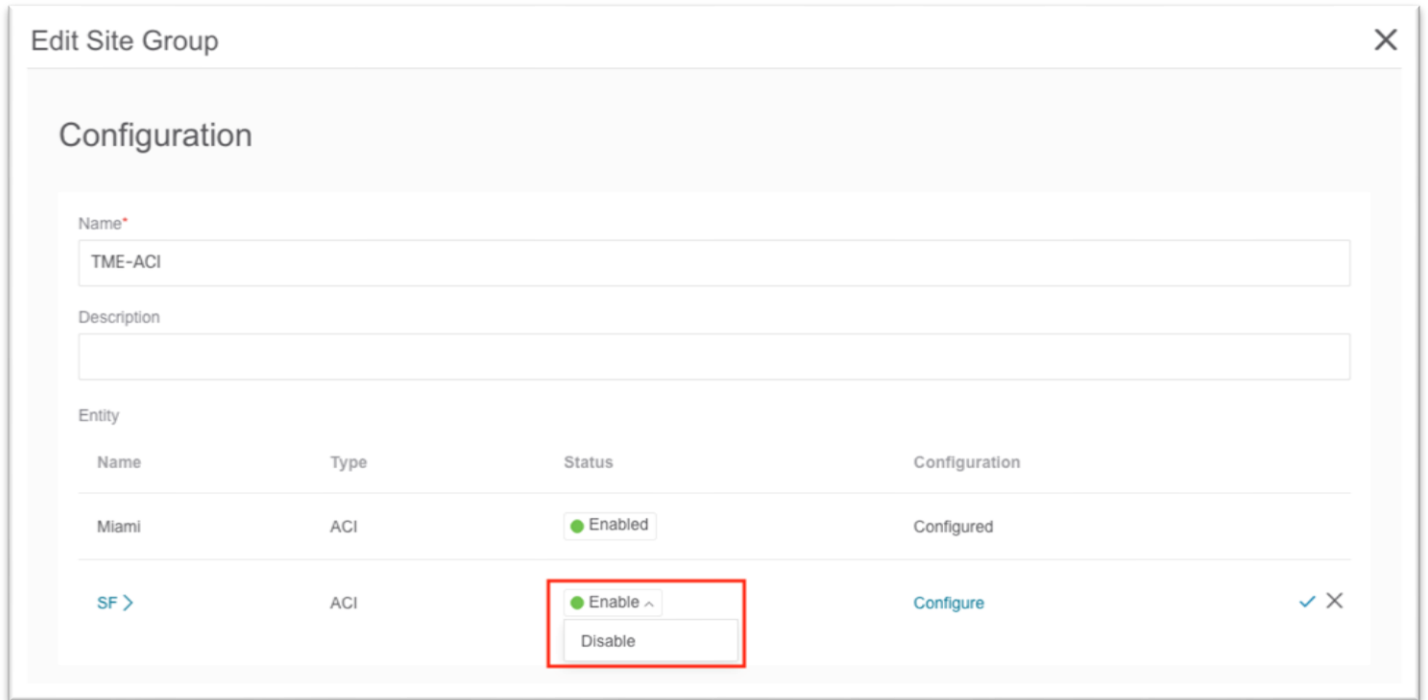 Edit Site Group
Configuration
Name*
TME-ACI
Description
Entity
Name Type Status Configuration
Miami ACI Enabled Configured
SF ACI Enable Configure
Disable